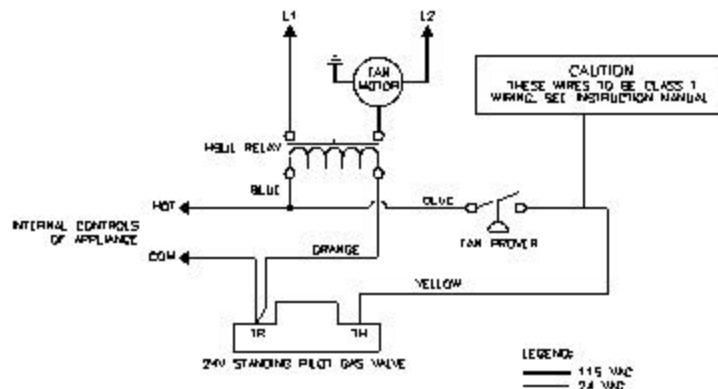 L1
L2
FAN
MOTOR
CAUTION
THESE WIRES TO BE CLASS 1
WIRING. SEE INSTRUCTION MANUAL
RELAY
BLUE
HOT
BLUE
INTERNAL CONTROLS
OF APPLIANCE
FAN PROVER
COM
ORANGE
YELLOW
TR
TH
24V STANDING PILOT GAS VALVE
LEGEND:
115 VAC
24 VAC